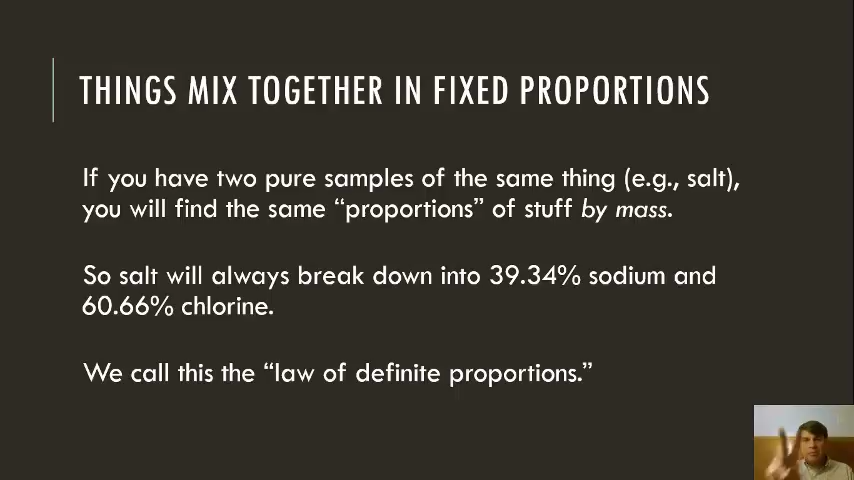 THINGS MIX TOGETHER IN FIXED PROPORTIONS
If you have two pure samples of the same thing (e.g., salt),
you will find the same “proportions” of stuff by mass.
So salt will always break down into 39.34% sodium and
60.66% chlorine.
We call this the “law of definite proportions.”